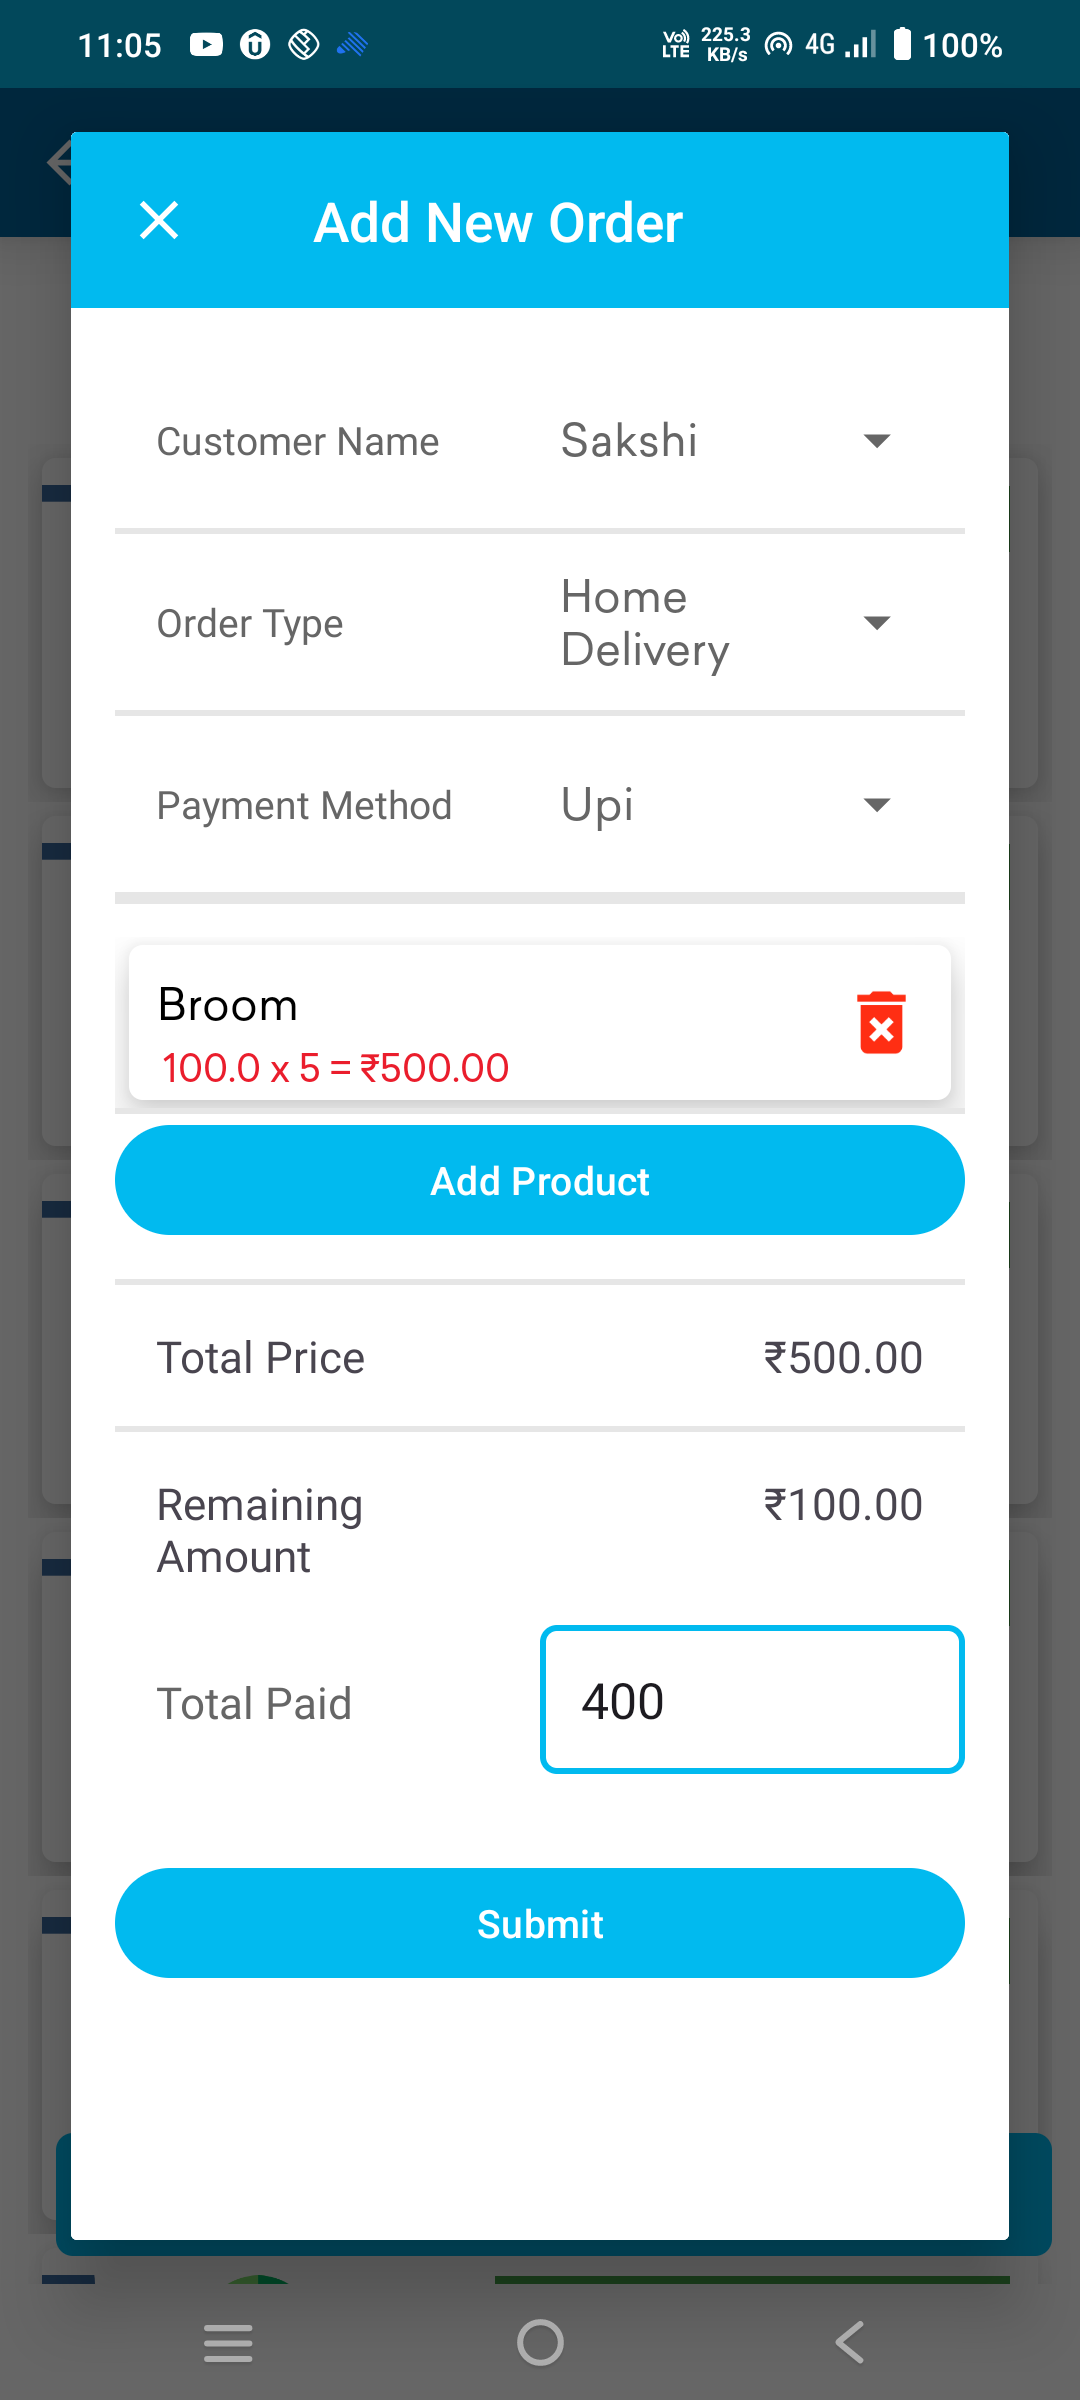 11:05 VoLTE 225.3 KB/s 4G 100%
Add New Order
Customer Name Sakshi
Order Type Home Delivery
Payment Method Upi
Broom
100.0 x 5 = ₹500.00
Add Product
Total Price ₹500.00
Remaining Amount ₹100.00
Total Paid 400
Submit